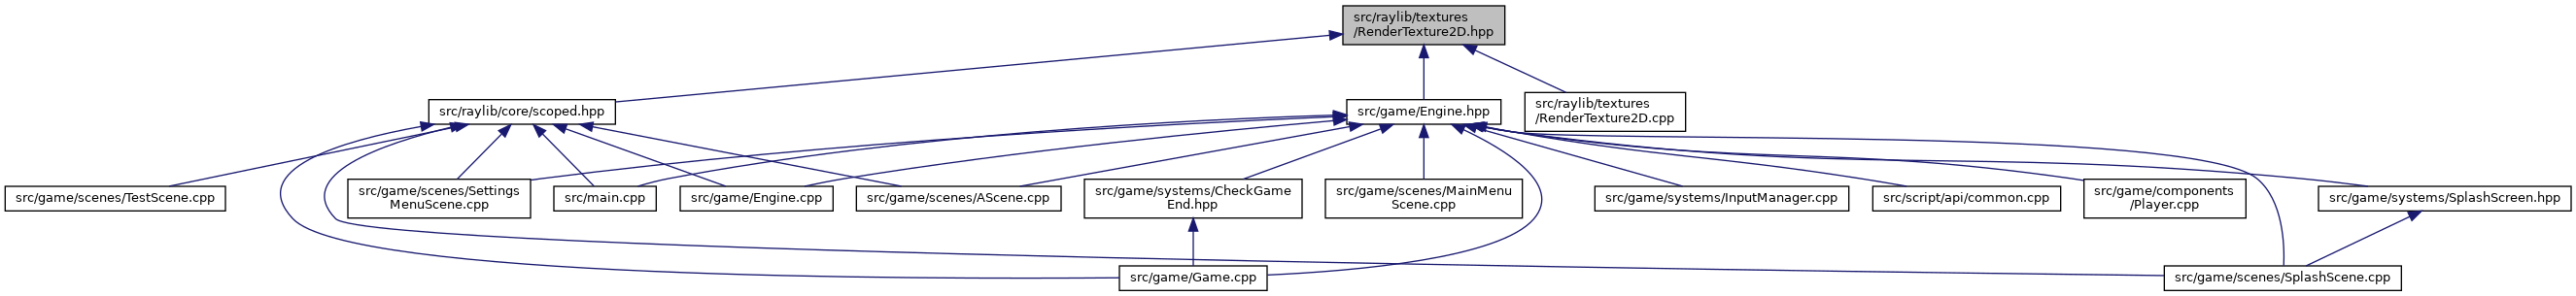 src/raylib/textures
/RenderTexture2D.hpp
src/raylib/core/scoped.hpp
src/game/Engine.hpp
src/raylib/textures
/RenderTexture2D.cpp
src/game/scenes/TestScene.cpp
src/game/scenes/Settings
MenuScene.cpp
src/main.cpp
src/game/Engine.cpp
src/game/scenes/AScene.cpp
src/game/systems/CheckGame
End.hpp
src/game/scenes/MainMenu
Scene.cpp
src/game/systems/InputManager.cpp
src/script/api/common.cpp
src/game/components
/Player.cpp
src/game/systems/SplashScreen.hpp
src/game/Game.cpp
src/game/scenes/SplashScene.cpp